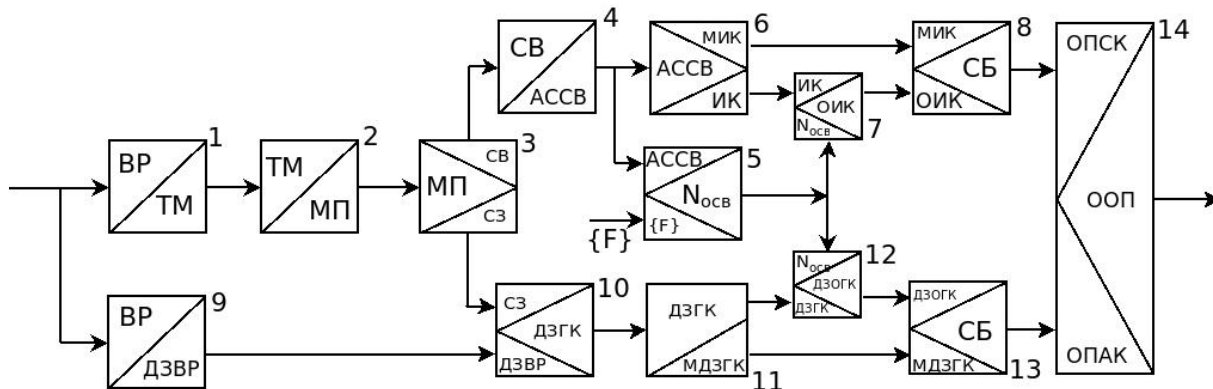 ВР
ТМ
1
ТМ
МП
2
МП
СВ
СЗ
3
СВ
АССВ
4
АССВ
{F}
Nосв
5
{F}
АССВ
МИК
ИК
6
ИК
Nосв
ОИК
7
МИК
ОИК
СБ
8
ВР
ДЗВР
9
СЗ
ДЗВР
ДЗГК
10
ДЗГК
МДЗГК
11
Nосв
ДЗГК
ДЗОГК
12
ДЗОГК
МДЗГК
СБ
13
ОПСК
ОПАК
ООП
14